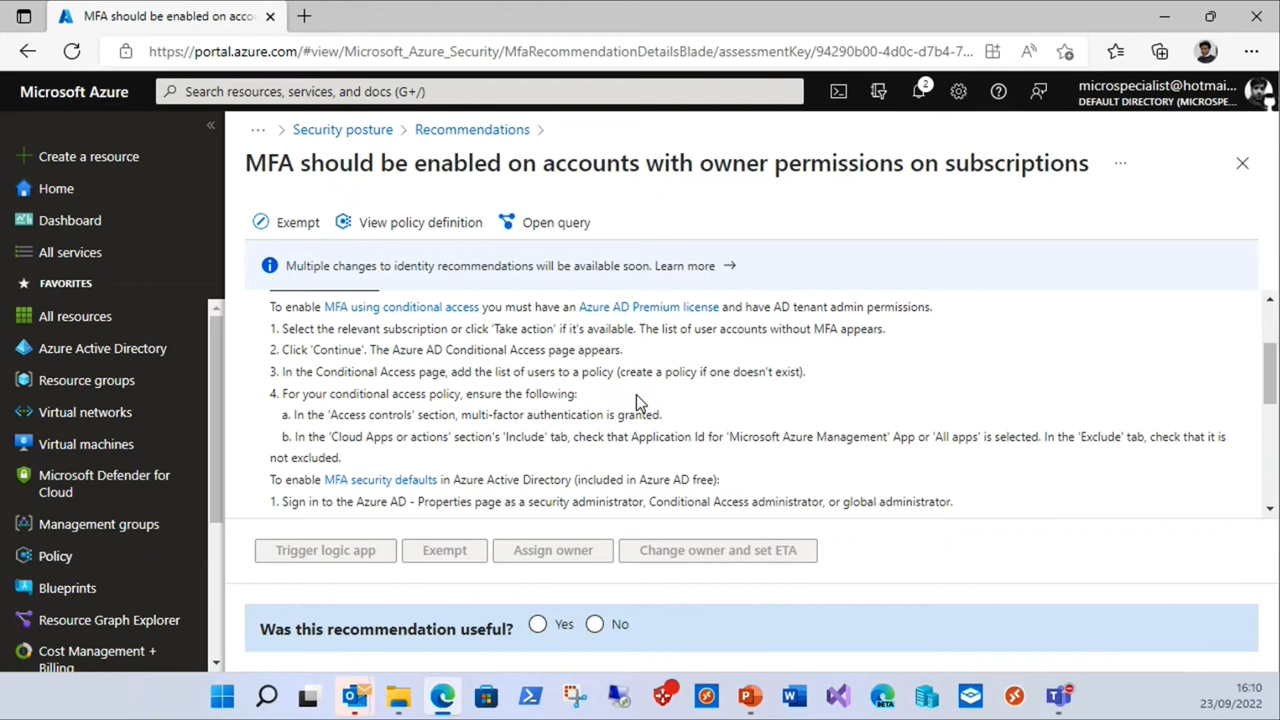 MFA should be enabled on acco
https://portal.azure.com/#view/Microsoft_Azure_Security/MfaRecommendationDetailsBlade/assessmentKey/94290b00-4d0c-d7b4-7...
Microsoft Azure
Search resources, services, and docs (G+/)
2
microspecialist@hotmai...
DEFAULT DIRECTORY (MICROSPE...
Create a resource
Home
Dashboard
All services
FAVORITES
All resources
Azure Active Directory
Resource groups
Virtual networks
Virtual machines
Microsoft Defender for
Cloud
Management groups
Policy
Blueprints
Resource Graph Explorer
Cost Management +
Billing
... > Security posture > Recommendations >
MFA should be enabled on accounts with owner permissions on subscriptions ...
Exempt View policy definition Open query
Multiple changes to identity recommendations will be available soon. Learn more →
To enable MFA using conditional access you must have an Azure AD Premium license and have AD tenant admin permissions.
1. Select the relevant subscription or click 'Take action' if it's available. The list of user accounts without MFA appears.
2. Click 'Continue'. The Azure AD Conditional Access page appears.
3. In the Conditional Access page, add the list of users to a policy (create a policy if one doesn't exist).
4. For your conditional access policy, ensure the following:
a. In the 'Access controls' section, multi-factor authentication is granted.
b. In the 'Cloud Apps or actions' section's 'Include' tab, check that Application Id for 'Microsoft Azure Management' App or 'All apps' is selected. In the 'Exclude' tab, check that it is
not excluded.
To enable MFA security defaults in Azure Active Directory (included in Azure AD free):
1. Sign in to the Azure AD - Properties page as a security administrator, Conditional Access administrator, or global administrator.
Trigger logic app Exempt Assign owner Change owner and set ETA
Was this recommendation useful? Yes No
16:10
23/09/2022